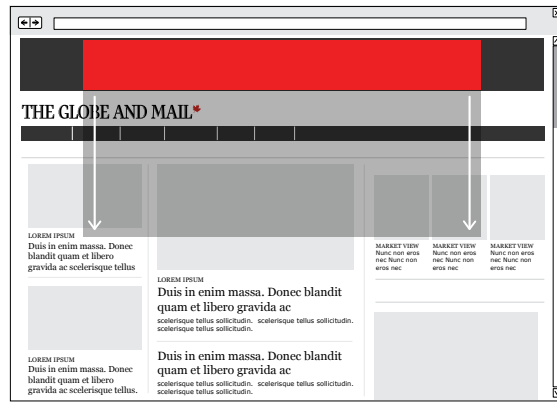 THE GLOBE AND MAIL
LOREM IPSUM
Duis in enim massa. Donec
blandit quam et libero
gravida ac scelerisque tellus
LOREM IPSUM
Duis in enim massa. Donec
blandit quam et libero
gravida ac scelerisque tellus.
LOREM IPSUM
Duis in enim massa. Donec blandit
quam et libero gravida ac
scelerisque tellus sollicitudin. scelerisque tellus sollicitudin.
scelerisque tellus sollicitudin.
Duis in enim massa. Donec blandit
quam et libero gravida ac
scelerisque tellus sollicitudin. scelerisque tellus sollicitudin.
scelerisque tellus sollicitudin.
MARKET VIEW
Nunc non eros
nec Nunc non
eros nec
MARKET VIEW
Nunc non eros
nec Nunc non
eros nec
MARKET VIEW
Nunc non eros
nec Nunc non
eros nec